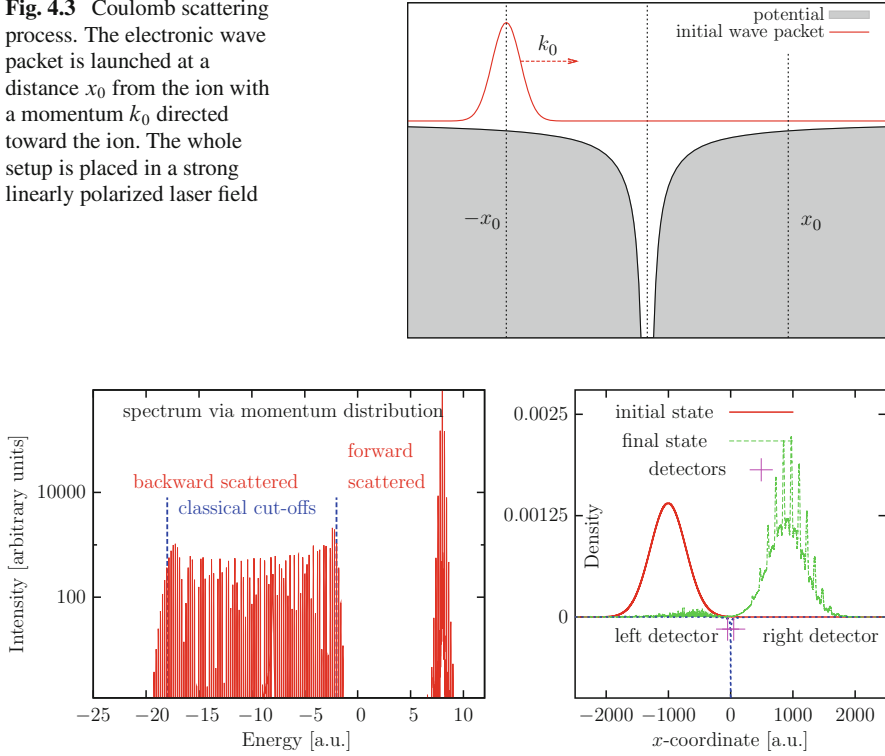 Fig. 4.3 Coulomb scattering
process. The electronic wave
packet is launched at a
distance x₀ from the ion with
a momentum k₀ directed
toward the ion. The whole
setup is placed in a strong
linearly polarized laser field
potential
initial wave packet
k₀
−x₀
x₀
spectrum via momentum distribution
forward
scattered
backward scattered
classical cut-offs
Intensity [arbitrary units]
10000
100
−25 −20 −15 −10 −5 0 5 10
Energy [a.u.]
initial state
final state
detectors
Density
0.0025
0.00125
0
left detector
right detector
−2000 −1000 0 1000 2000
x-coordinate [a.u.]